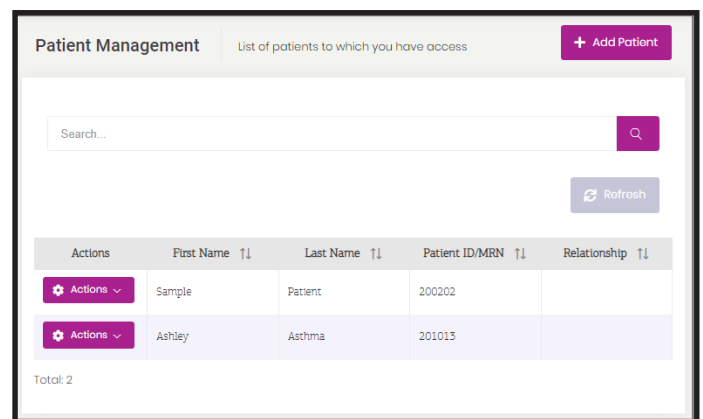 Patient Management List of patients to which you have access + Add Patient
Search...
Refresh
Actions First Name ↑↓ Last Name ↑↓ Patient ID/MRN ↑↓ Relationship ↑↓
Actions Sample Patient 200202
Actions Ashley Asthma 201013
Total: 2